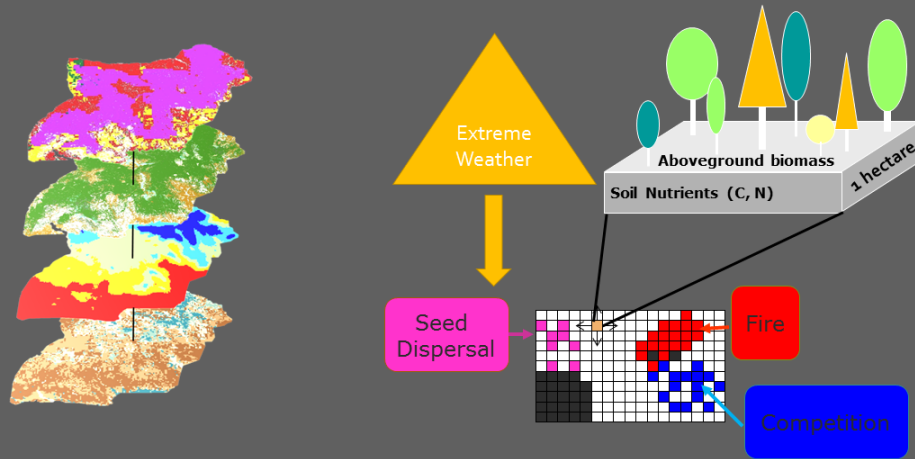 Extreme
Weather
Aboveground biomass
Soil Nutrients (C, N)
1 hectare
Seed
Dispersal
Fire
Competition